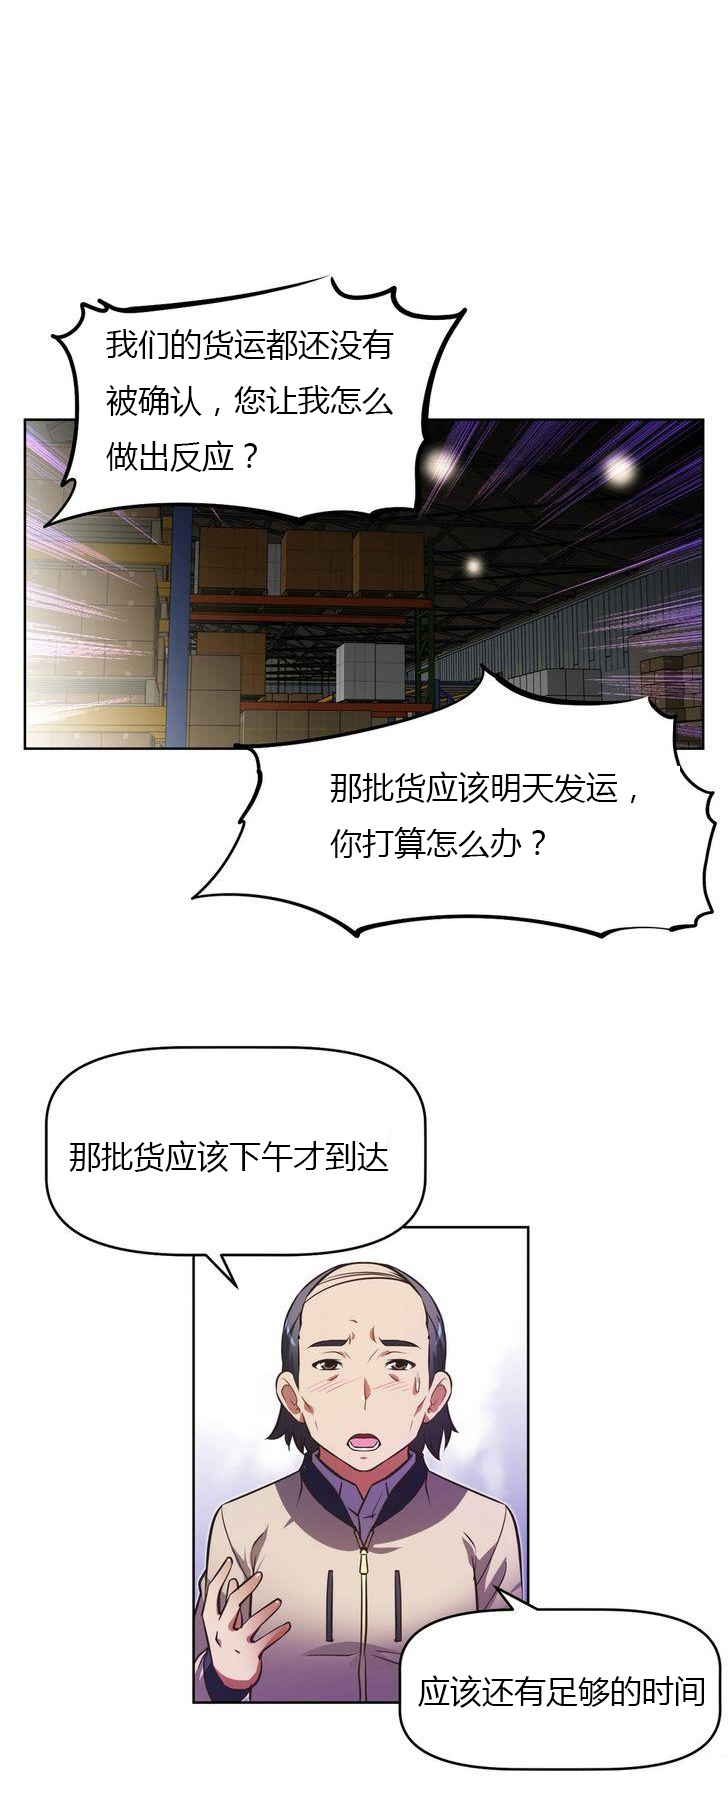 我们的货运都还没有
被确认，您让我怎么
做出反应？
那批货应该明天发运，
你打算怎么办？
那批货应该下午才到达
应该还有足够的时间